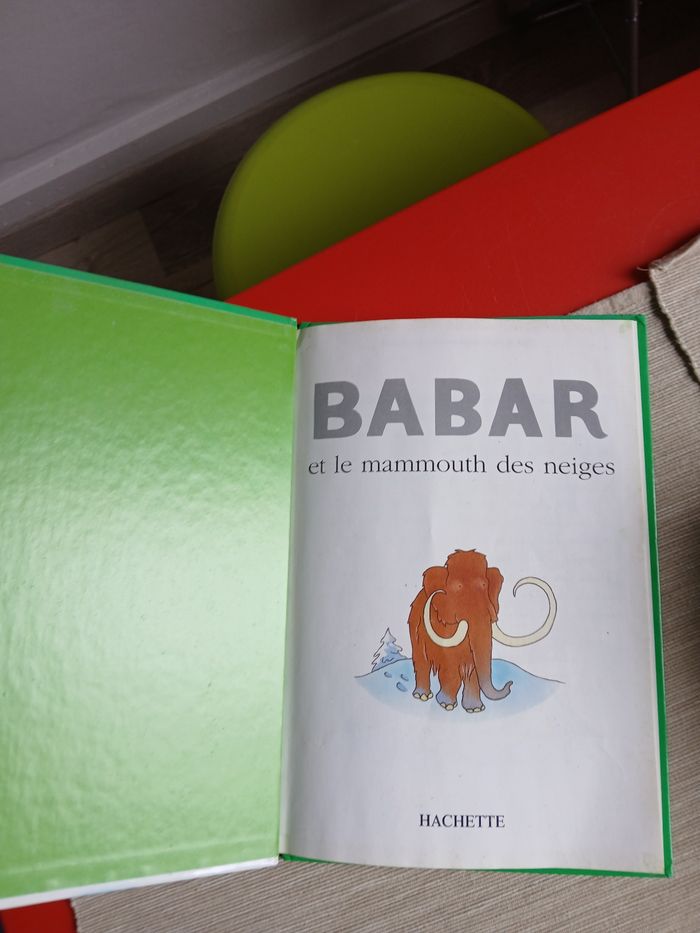 BABAR
et le mammouth des neiges
HACHETTE